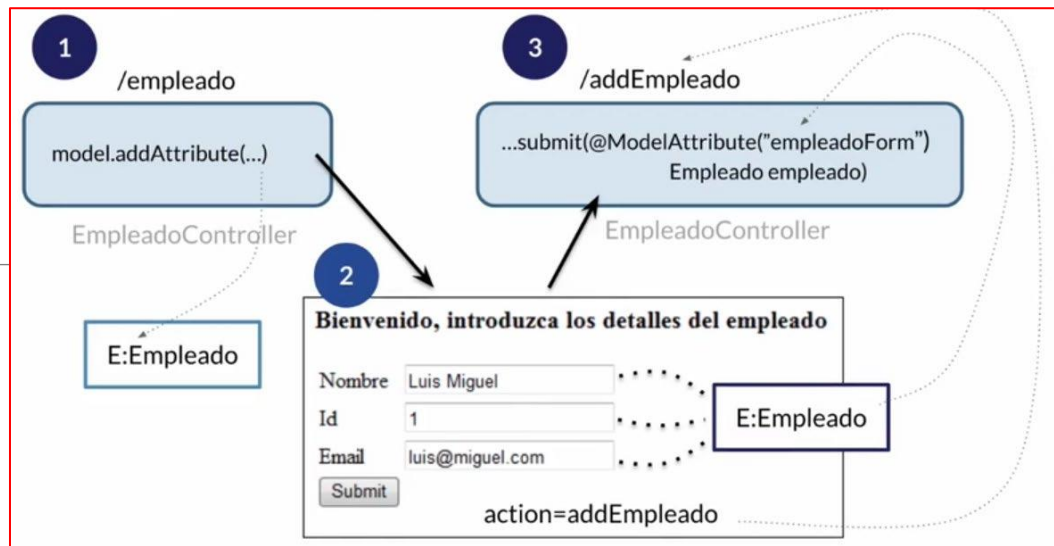 1
/empleado
model.addAttribute(...)
EmpleadoController
E:Empleado
3
/addEmpleado
...submit(@ModelAttribute("empleadoForm")
Empleado empleado)
EmpleadoController
2
Bienvenido, introduzca los detalles del empleado
Nombre Luis Miguel
Id 1
Email luis@miguel.com
Submit
E:Empleado
action=addEmpleado